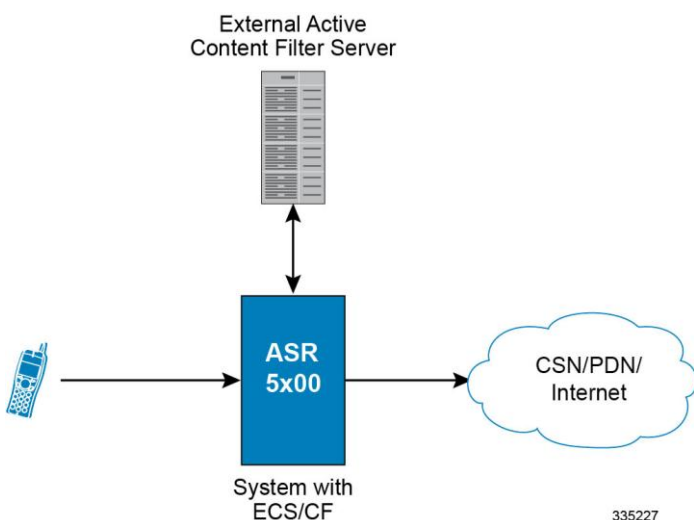 External Active
Content Filter Server
ASR
5x00
CSN/PDN/
Internet
System with
ECS/CF
335227